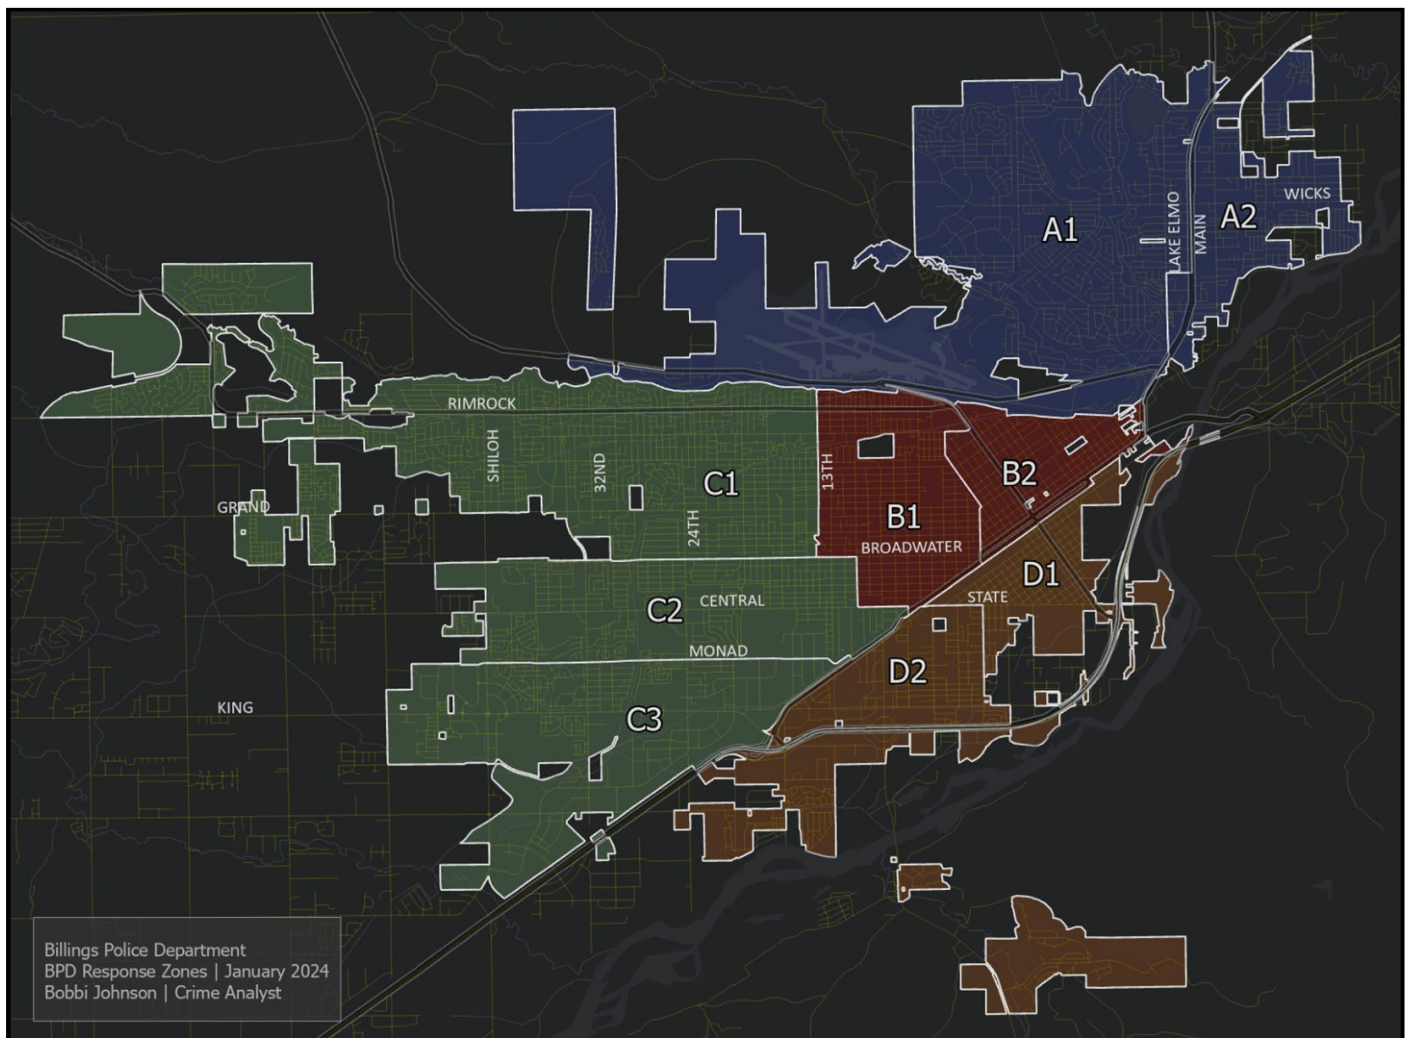 WICKS
A2
A1
LAKE ELMO
MAIN
RIMROCK
SHILOH
32ND
13TH
C1
B2
GRAND
24TH
B1
BROADWATER
D1
CENTRAL
STATE
C2
MONAD
D2
KING
C3
Billings Police Department
BPD Response Zones | January 2024
Bobbi Johnson | Crime Analyst